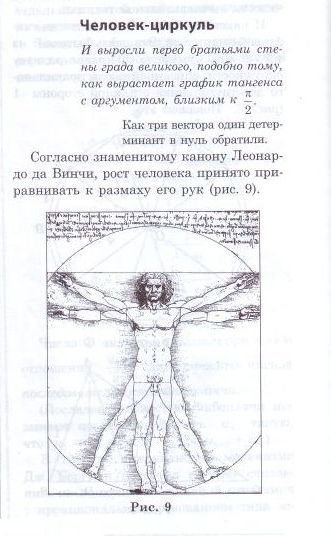 Человек-циркуль
И выросли перед братьями сте-
ны града великого, подобно тому,
как вырастает график тангенса
с аргументом, близким к π/2.
Как три вектора один детер-
минант в нуль обратили.
Согласно знаменитому канону Леонар-
до да Винчи, рост человека принято при-
равнивать к размаху его рук (рис. 9).
Рис. 9